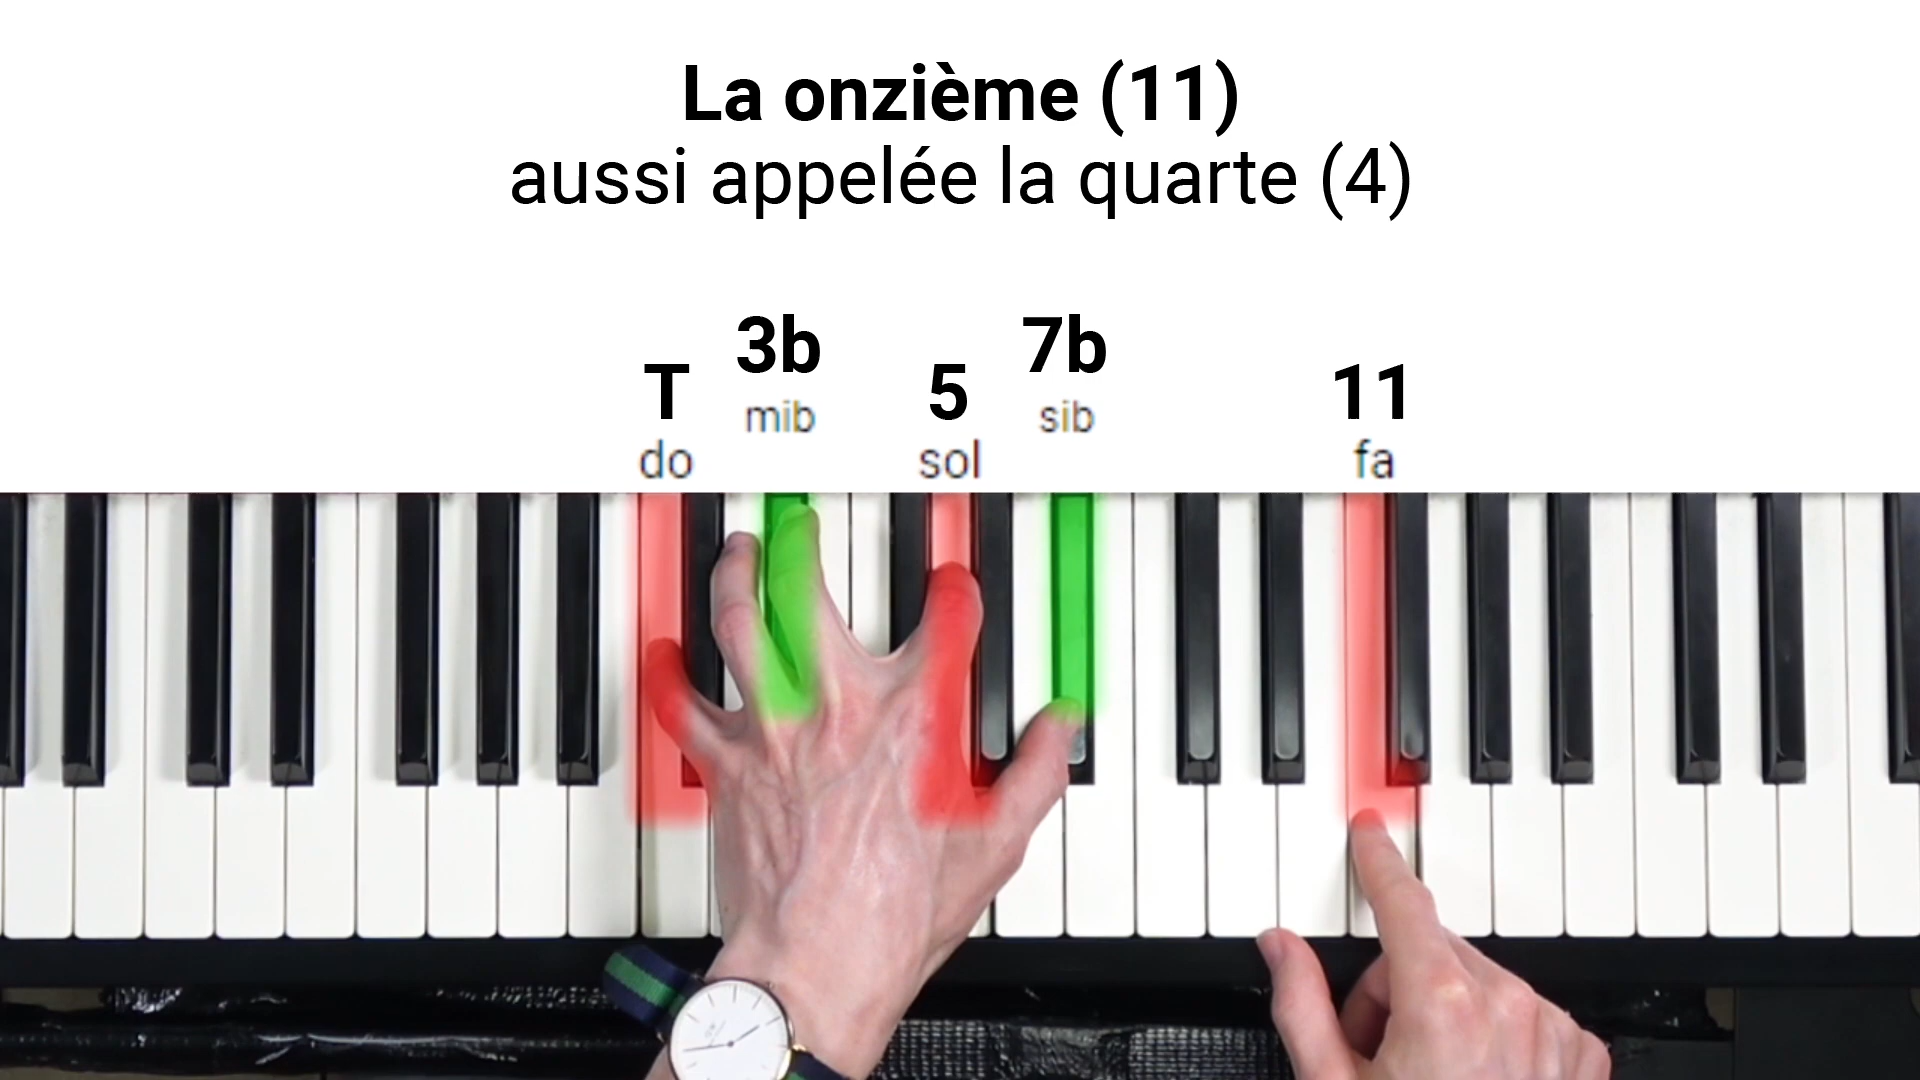 La onzième (11)
aussi appelée la quarte (4)
T 3b 5 7b 11
do mib sol sib fa